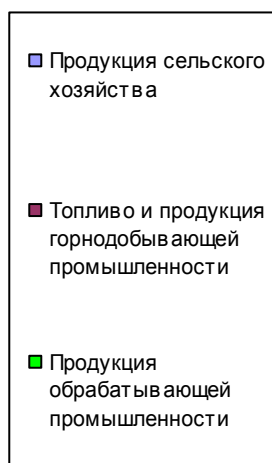 Продукция сельского
хозяйства
Топливо и продукция
горнодобывающей
промышленности
Продукция
обрабатывающей
промышленности